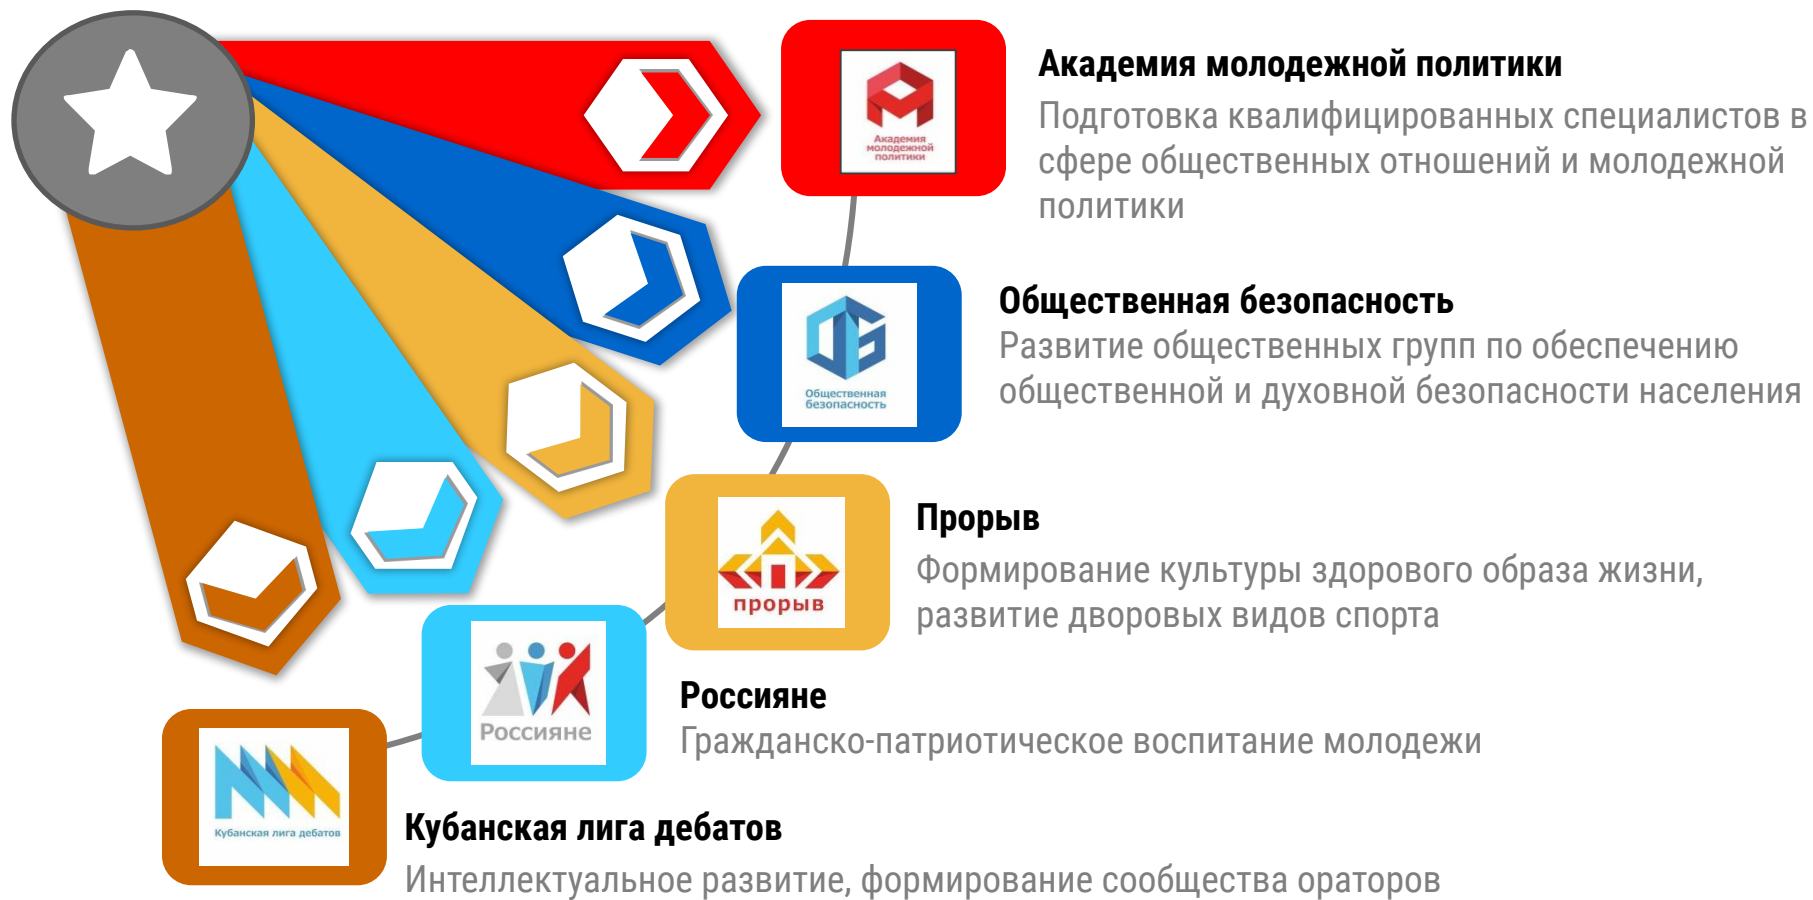 Академия
молодежной
политики
Академия молодежной политики
Подготовка квалифицированных специалистов в
сфере общественных отношений и молодежной
политики
Общественная
безопасность
Общественная безопасность
Развитие общественных групп по обеспечению
общественной и духовной безопасности населения
прорыв
Прорыв
Формирование культуры здорового образа жизни,
развитие дворовых видов спорта
Россияне
Россияне
Гражданско-патриотическое воспитание молодежи
Кубанская лига дебатов
Кубанская лига дебатов
Интеллектуальное развитие, формирование сообщества ораторов